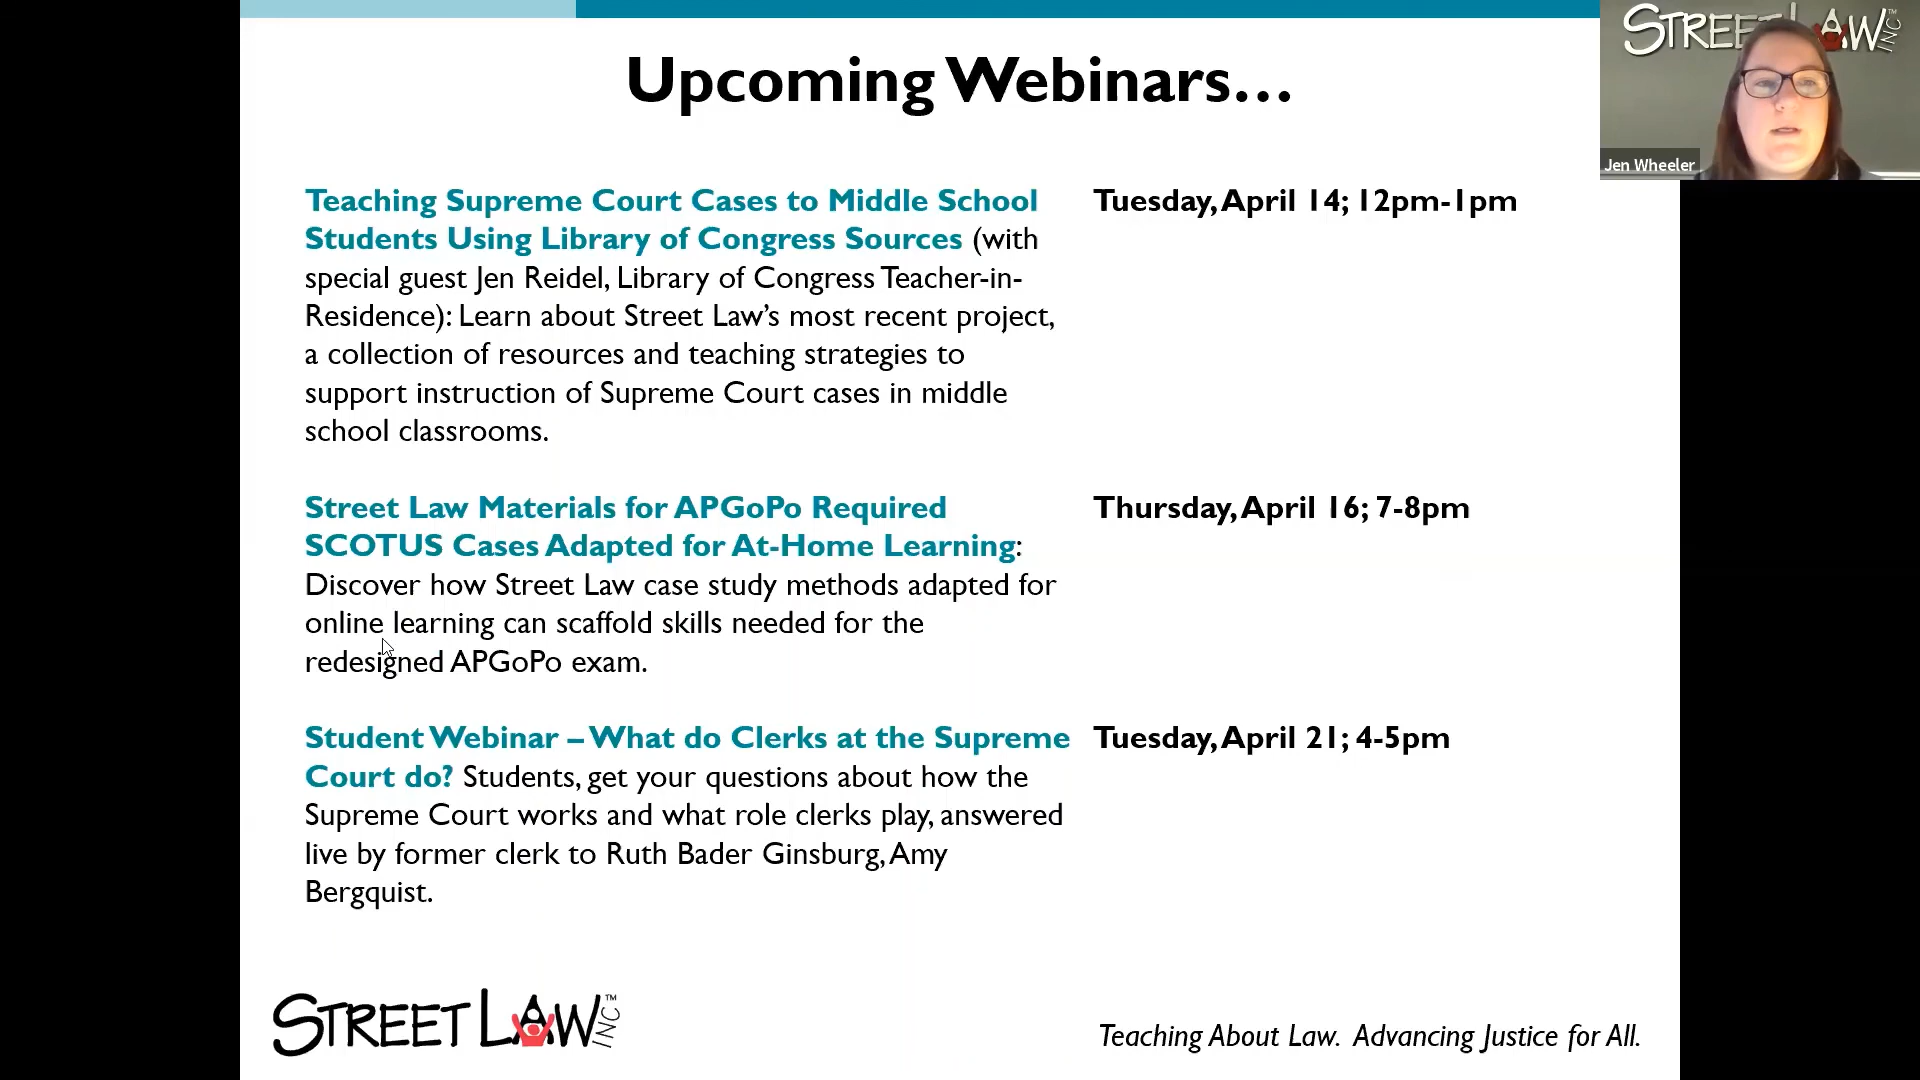 Upcoming Webinars...
STREET LAW INC ™
Jen Wheeler
Teaching Supreme Court Cases to Middle School
Students Using Library of Congress Sources (with
special guest Jen Reidel, Library of Congress Teacher-in-
Residence): Learn about Street Law’s most recent project,
a collection of resources and teaching strategies to
support instruction of Supreme Court cases in middle
school classrooms.
Tuesday, April 14; 12pm-1pm
Street Law Materials for APGoPo Required
SCOTUS Cases Adapted for At-Home Learning:
Discover how Street Law case study methods adapted for
online learning can scaffold skills needed for the
redesigned APGoPo exam.
Thursday, April 16; 7-8pm
Student Webinar – What do Clerks at the Supreme
Court do? Students, get your questions about how the
Supreme Court works and what role clerks play, answered
live by former clerk to Ruth Bader Ginsburg, Amy
Bergquist.
Tuesday, April 21; 4-5pm
STREET LAW INC ™
Teaching About Law. Advancing Justice for All.